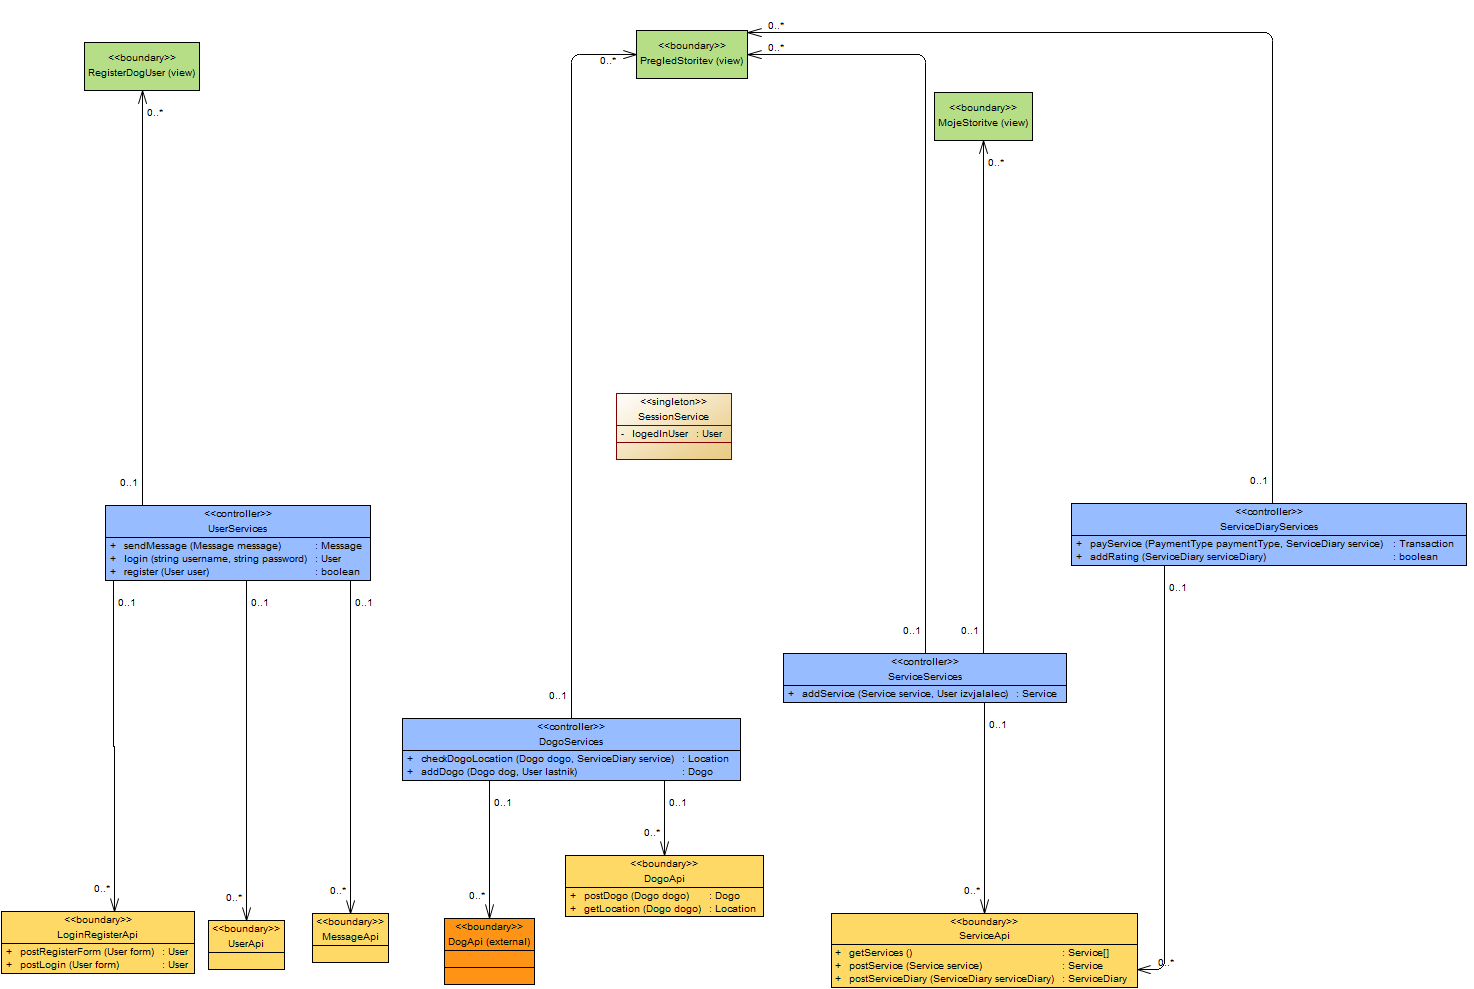 <<boundary>>
RegisterDogUser (view)
0..*
<<boundary>>
PregledStoritev (view)
0..*
0..*
0..*
<<boundary>>
MojeStoritve (view)
0..*
<<singleton>>
SessionService
- logedInUser : User
0..1
<<controller>>
UserServices
+ sendMessage (Message message) : Message
+ login (string username, string password) : User
+ register (User user) : boolean
0..1
0..1
0..1
0..1
<<controller>>
ServiceDiaryServices
+ payService (PaymentType paymentType, ServiceDiary service) : Transaction
+ addRating (ServiceDiary serviceDiary) : boolean
0..1
0..1
0..1
<<controller>>
ServiceServices
+ addService (Service service, User izvjalalec) : Service
0..1
0..1
<<controller>>
DogoServices
+ checkDogoLocation (Dogo dogo, ServiceDiary service) : Location
+ addDogo (Dogo dog, User lastnik) : Dogo
0..1
0..1
0..*
<<boundary>>
DogoApi
+ postDogo (Dogo dogo) : Dogo
+ getLocation (Dogo dogo) : Location
0..*
<<boundary>>
LoginRegisterApi
+ postRegisterForm (User form) : User
+ postLogin (User form) : User
0..*
<<boundary>>
UserApi
0..*
<<boundary>>
MessageApi
0..*
<<boundary>>
DogApi (external)
0..*
<<boundary>>
ServiceApi
+ getServices () : Service[]
+ postService (Service service) : Service
+ postServiceDiary (ServiceDiary serviceDiary) : ServiceDiary
0..*